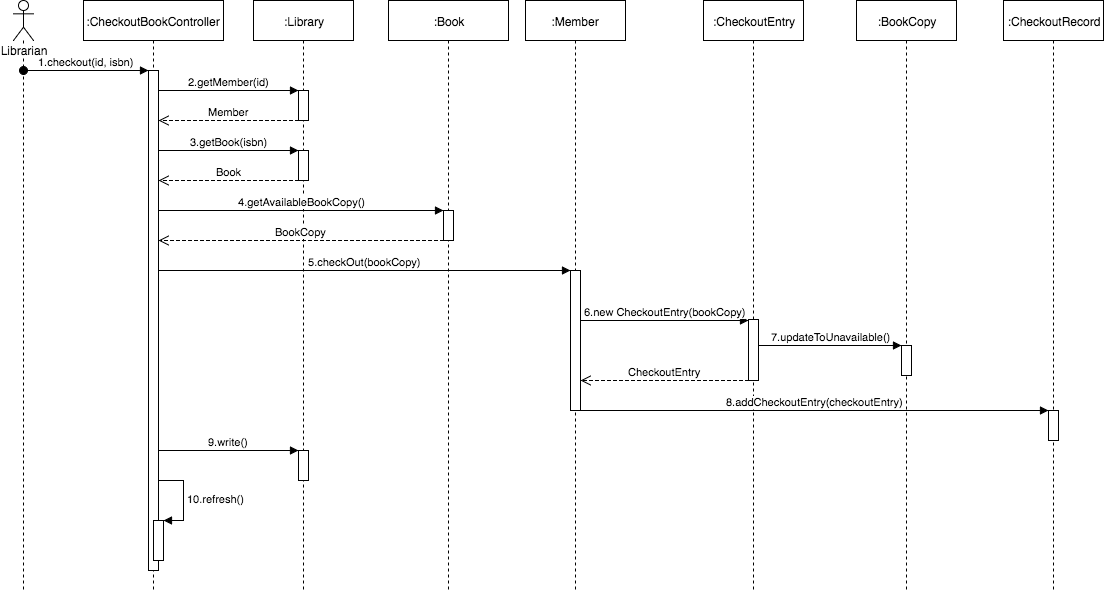 :CheckoutBookController
:Library
:Book
:Member
:CheckoutEntry
:BookCopy
:CheckoutRecord
Librarian
1.checkout(id, isbn)
2.getMember(id)
Member
3.getBook(isbn)
Book
4.getAvailableBookCopy()
BookCopy
5.checkOut(bookCopy)
6.new CheckoutEntry(bookCopy)
7.updateToUnavailable()
CheckoutEntry
8.addCheckoutEntry(checkoutEntry)
9.write()
10.refresh()